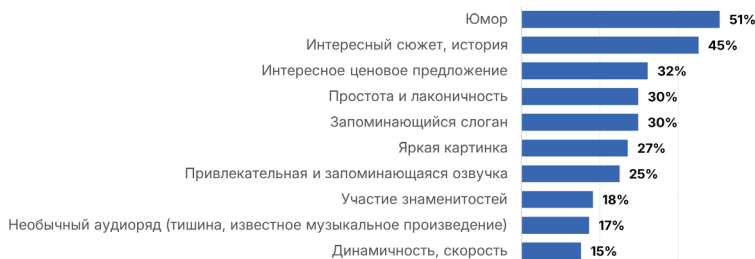 Юмор 51%
Интересный сюжет, история 45%
Интересное ценовое предложение 32%
Простота и лаконичность 30%
Запоминающийся слоган 30%
Яркая картинка 27%
Привлекательная и запоминающаяся озвучка 25%
Участие знаменитостей 18%
Необычный аудиоряд (тишина, известное музыкальное произведение) 17%
Динамичность, скорость 15%